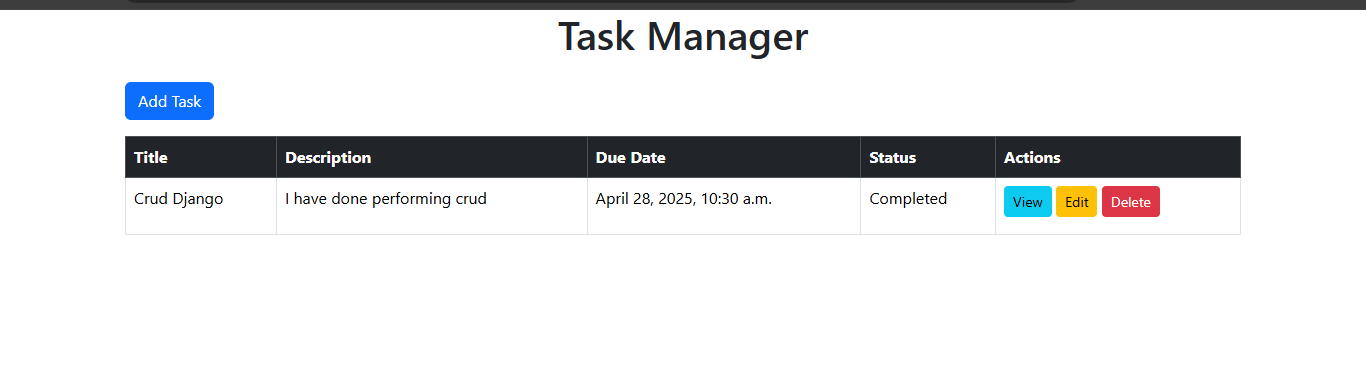 Task Manager
Add Task
Title Description Due Date Status Actions
Crud Django I have done performing crud April 28, 2025, 10:30 a.m. Completed View Edit Delete